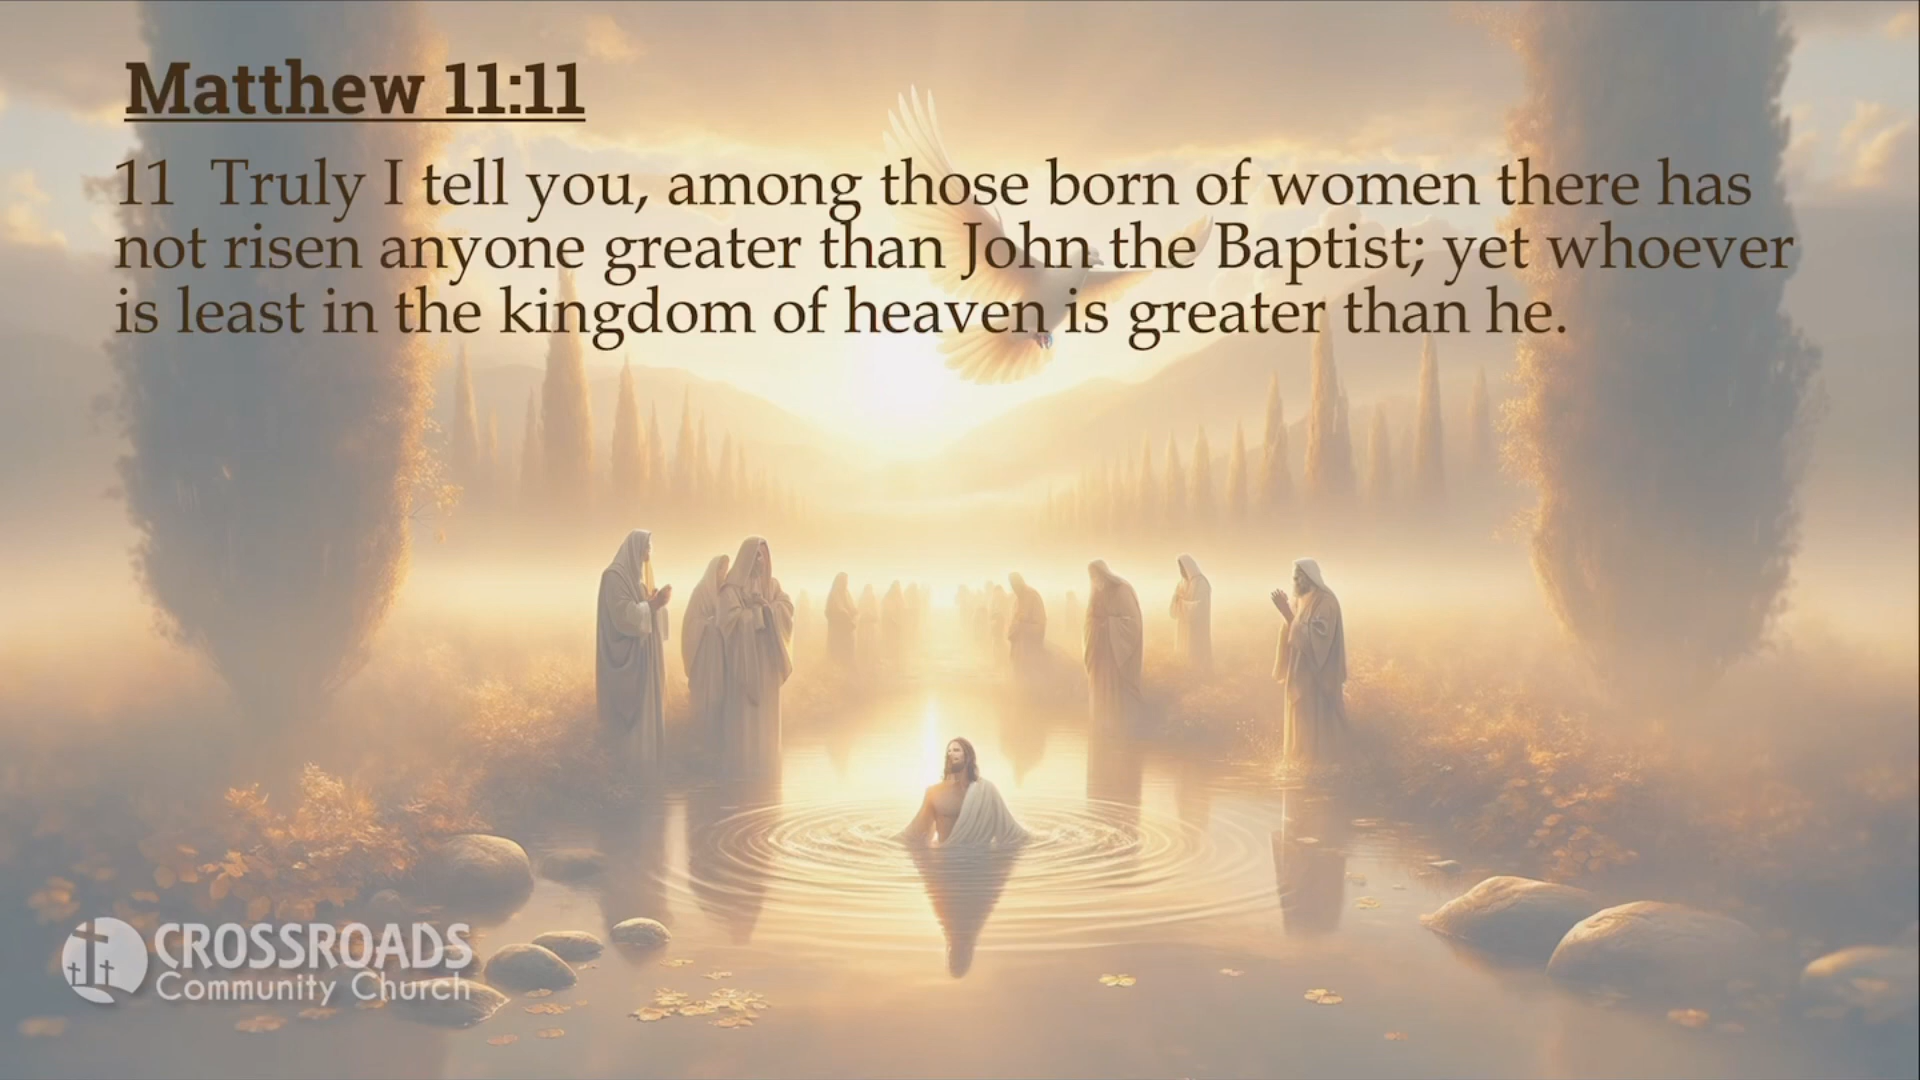 Matthew 11:11
11 Truly I tell you, among those born of women there has
not risen anyone greater than John the Baptist; yet whoever
is least in the kingdom of heaven is greater than he.
CROSSROADS
Community Church